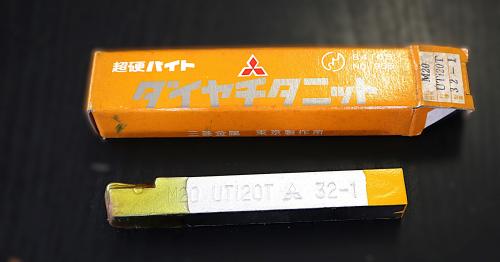 超硬バイト
ダイヤチタニット
三菱金属 東京製作所
M20
UTi20T
32-1
M20 UTi20T 32-1